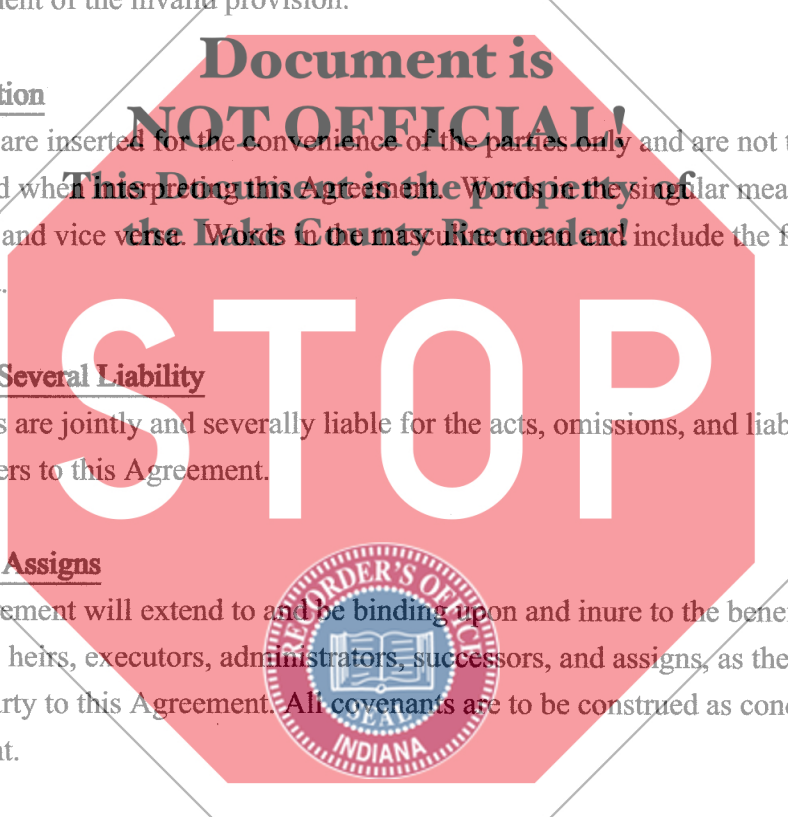 ent of the invalid provision.
Document is
tion
NOT OFFICIAL!
are inserted for the convenience of the parties only and are not
This Document is the property of
d when interpreting this Agreement. Words in the singular mea
the Lake County Recorder!
and vice versa. Words in the masculine mean and include the f
STOP
Several Liability
s are jointly and severally liable for the acts, omissions, and liab
ers to this Agreement.
Assigns
ement will extend to and be binding upon and inure to the benef
heirs, executors, administrators, successors, and assigns, as the
arty to this Agreement. All covenants are to be construed as cond
nt.
RECORDER'S OFFICE
SEAL
INDIANA